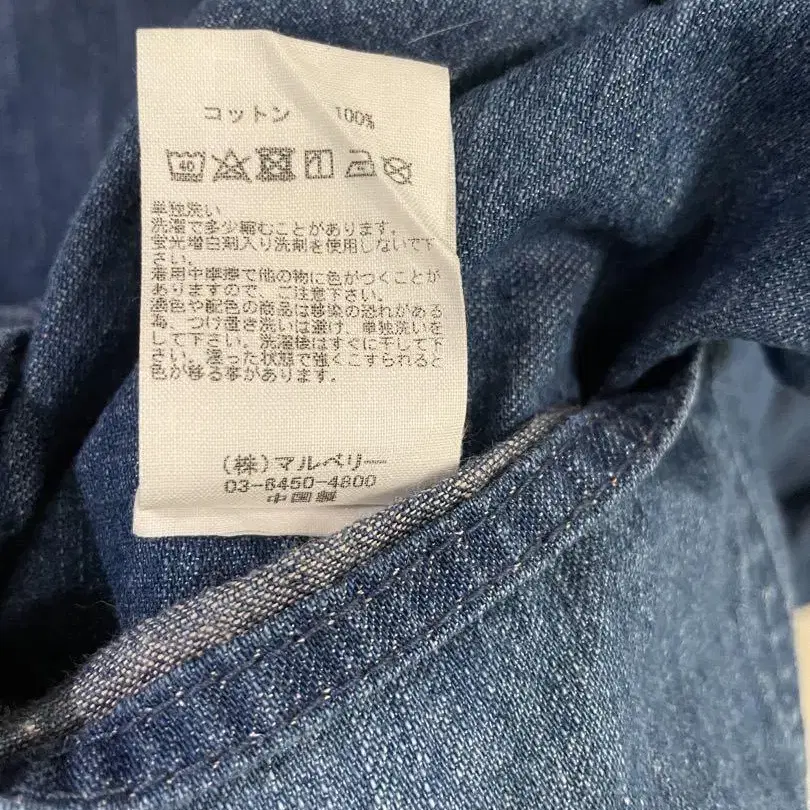 コットン 100%
40
単独洗い
洗濯で多少縮むことがあります。
蛍光増白剤入り洗剤を使用しないで下
さい。
着用中摩擦で他の物に色がつくことが
ありますので、ご注意下さい。
濃色や配色の商品は移染の恐れがある
為、つけ置き洗いは避け、単独洗いを
して下さい。洗濯後はすぐに干して下
さい。湿った状態で強くこすられると
色が移る事があります。
(株)マルベリー
03-6450-4800
中国製